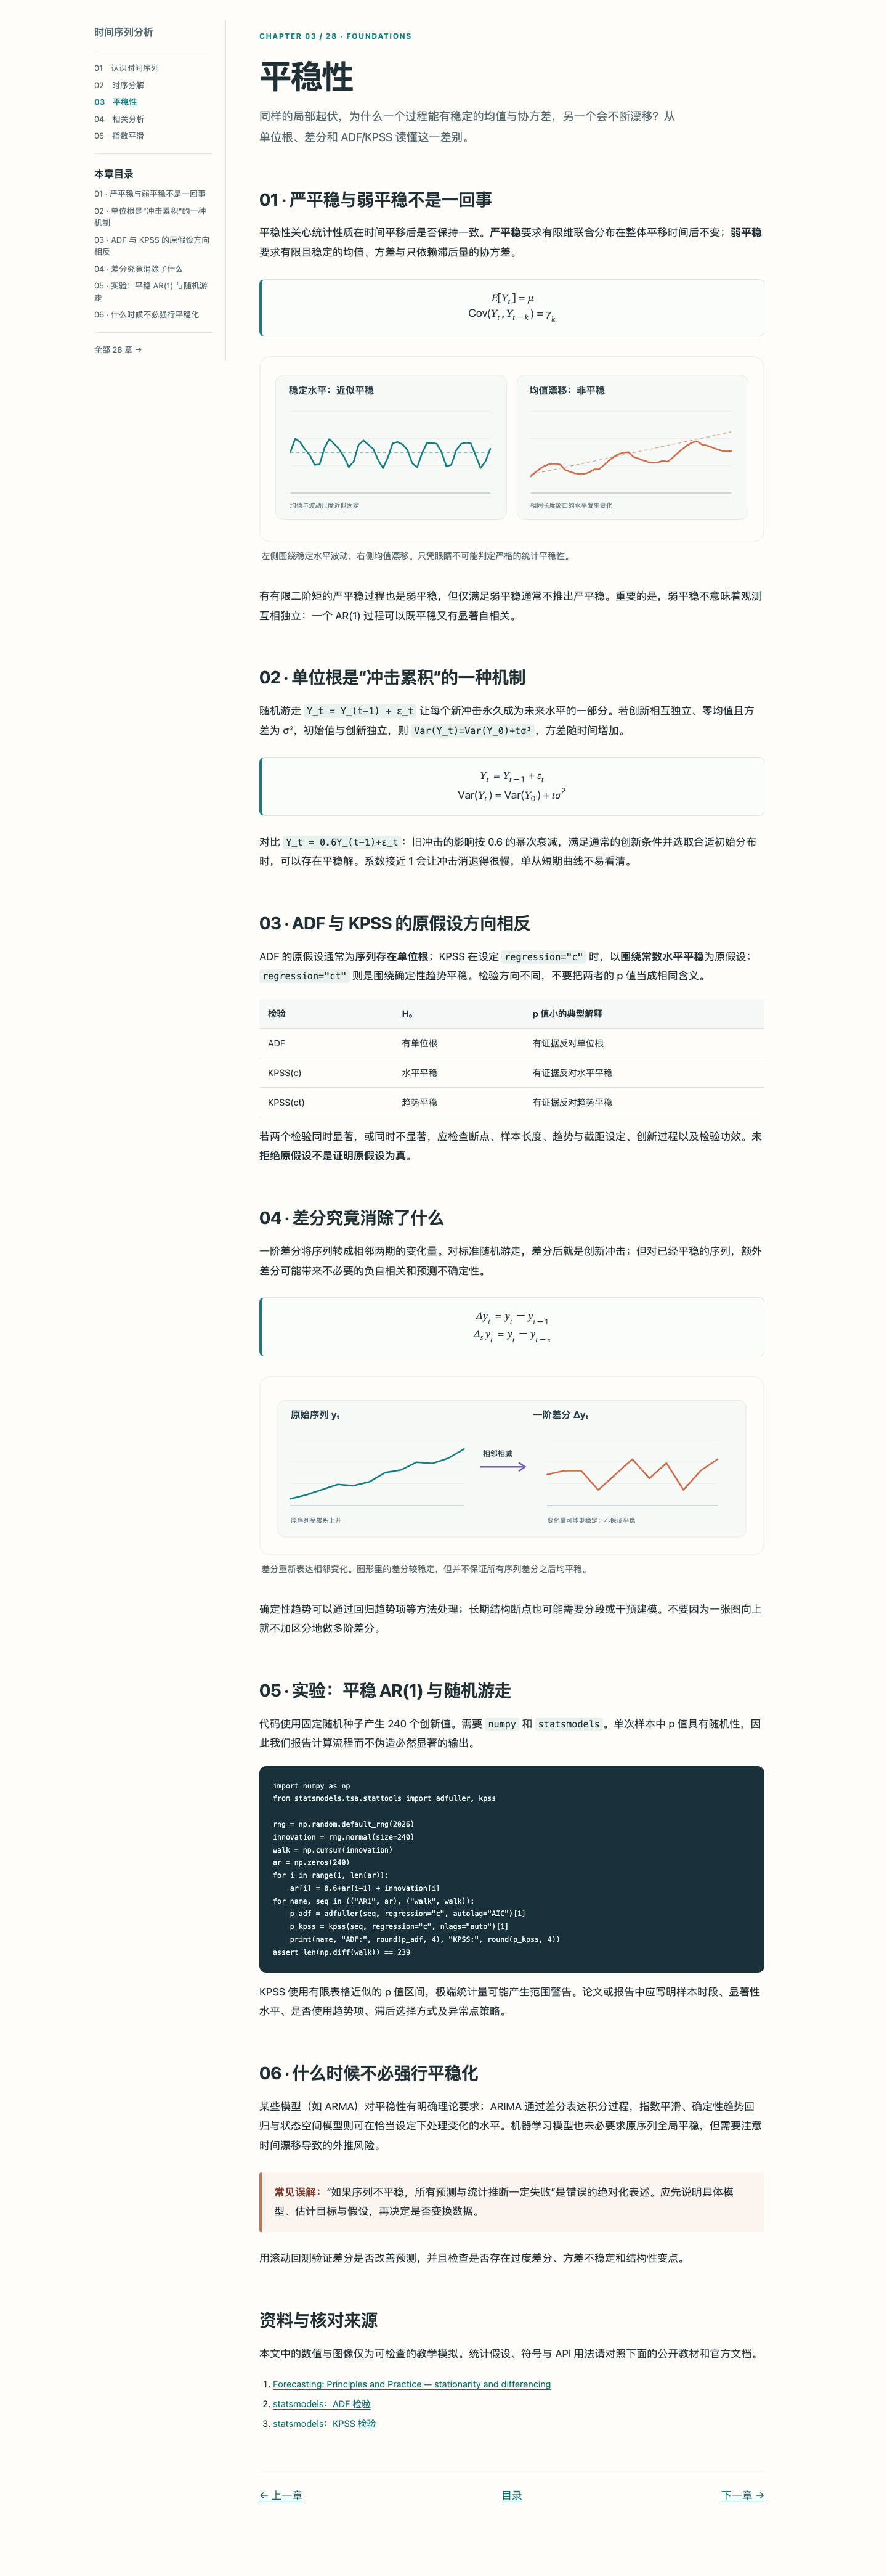 时间序列分析
01 认识时间序列
02 时序分解
03 平稳性
04 相关分析
05 指数平滑
本章目录
01 · 严平稳与弱平稳不是一回事
02 · 单位根是“冲击累积”的一种
机制
03 · ADF 与 KPSS 的原假设方向
相反
04 · 差分究竟消除了什么
05 · 实验：平稳 AR(1) 与随机游
走
06 · 什么时候不必强行平稳化
全部 28 章 →
CHAPTER 03 / 28 · FOUNDATIONS
平稳性
同样的局部起伏，为什么一个过程能有稳定的均值与协方差，另一个会不断漂移？从
单位根、差分和 ADF/KPSS 读懂这一差别。
01 · 严平稳与弱平稳不是一回事
平稳性关心统计性质在时间平移后是否保持一致。严平稳要求有限维联合分布在整体平移时间后不变；弱平稳
要求有限且稳定的均值、方差与只依赖滞后量的协方差。
E[Y_t] = μ
Cov(Y_t, Y_{t−k}) = γ_k
稳定水平：近似平稳
均值与波动尺度近似固定
均值漂移：非平稳
相同长度窗口的水平发生变化
左侧围绕稳定水平波动，右侧均值漂移。只凭眼睛不可能判定严格的统计平稳性。
有有限二阶矩的严平稳过程也是弱平稳，但仅满足弱平稳通常不推出严平稳。重要的是，弱平稳不意味着观测
互相独立：一个 AR(1) 过程可以既平稳又有显著自相关。
02 · 单位根是“冲击累积”的一种机制
随机游走 Y_t = Y_(t-1) + ε_t 让每个新冲击永久成为未来水平的一部分。若创新相互独立、零均值且方
差为 σ²，初始值与创新独立，则 Var(Y_t)=Var(Y_0)+tσ²，方差随时间增加。
Y_t = Y_{t−1} + ε_t
Var(Y_t) = Var(Y_0) + tσ²
对比 Y_t = 0.6Y_(t-1)+ε_t：旧冲击的影响按 0.6 的幂次衰减，满足通常的创新条件并选取合适初始分布
时，可以存在平稳解。系数接近 1 会让冲击消退得很慢，单从短期曲线不易看清。
03 · ADF 与 KPSS 的原假设方向相反
ADF 的原假设通常为序列存在单位根；KPSS 在设定 regression="c" 时，以围绕常数水平平稳为原假设；
regression="ct" 则是围绕确定性趋势平稳。检验方向不同，不要把两者的 p 值当成相同含义。
检验 H₀ p 值小的典型解释
ADF 有单位根 有证据反对单位根
KPSS(c) 水平平稳 有证据反对水平平稳
KPSS(ct) 趋势平稳 有证据反对趋势平稳
若两个检验同时显著，或同时不显著，应检查断点、样本长度、趋势与截距设定、创新过程以及检验功效。未
拒绝原假设不是证明原假设为真。
04 · 差分究竟消除了什么
一阶差分将序列转成相邻两期的变化量。对标准随机游走，差分后就是创新冲击；但对已经平稳的序列，额外
差分可能带来不必要的负自相关和预测不确定性。
Δy_t = y_t − y_{t−1}
Δ_s y_t = y_t − y_{t−s}
原始序列 yₜ
原序列呈累积上升
相邻相减
一阶差分 Δyₜ
变化量可能更稳定；不保证平稳
差分重新表达相邻变化。图形里的差分较稳定，但并不保证所有序列差分之后均平稳。
确定性趋势可以通过回归趋势项等方法处理；长期结构断点也可能需要分段或干预建模。不要因为一张图向上
就不加区分地做多阶差分。
05 · 实验：平稳 AR(1) 与随机游走
代码使用固定随机种子产生 240 个创新值。需要 numpy 和 statsmodels。单次样本中 p 值具有随机性，因
此我们报告计算流程而不伪造必然显著的输出。
import numpy as np
from statsmodels.tsa.stattools import adfuller, kpss
rng = np.random.default_rng(2026)
innovation = rng.normal(size=240)
walk = np.cumsum(innovation)
ar = np.zeros(240)
for i in range(1, len(ar)):
    ar[i] = 0.6*ar[i-1] + innovation[i]
for name, seq in (("AR1", ar), ("walk", walk)):
    p_adf = adfuller(seq, regression="c", autolag="AIC")[1]
    p_kpss = kpss(seq, regression="c", nlags="auto")[1]
    print(name, "ADF:", round(p_adf, 4), "KPSS:", round(p_kpss, 4))
assert len(np.diff(walk)) == 239
KPSS 使用有限表格近似的 p 值区间，极端统计量可能产生范围警告。论文或报告中应写明样本时段、显著性
水平、是否使用趋势项、滞后选择方式及异常点策略。
06 · 什么时候不必强行平稳化
某些模型（如 ARMA）对平稳性有明确理论要求；ARIMA 通过差分表达积分过程，指数平滑、确定性趋势回
归与状态空间模型则可在恰当设定下处理变化的水平。机器学习模型也未必要求原序列全局平稳，但需要注意
时间漂移导致的外推风险。
常见误解：“如果序列不平稳，所有预测与统计推断一定失败”是错误的绝对化表述。应先说明具体模
型、估计目标与假设，再决定是否变换数据。
用滚动回测验证差分是否改善预测，并且检查是否存在过度差分、方差不稳定和结构性变点。
资料与核对来源
本文中的数值与图像仅为可检查的教学模拟。统计假设、符号与 API 用法请对照下面的公开教材和官方文档。
1. Forecasting: Principles and Practice — stationarity and differencing
2. statsmodels：ADF 检验
3. statsmodels：KPSS 检验
← 上一章 目录 下一章 →